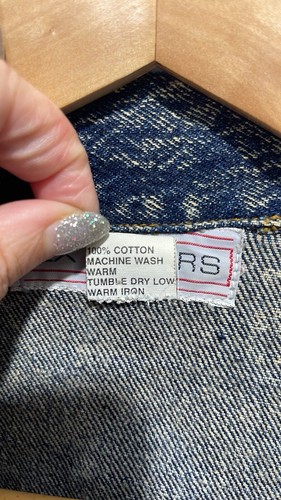 100% COTTON
MACHINE WASH
WARM
TUMBLE DRY LOW
WARM IRON
RS